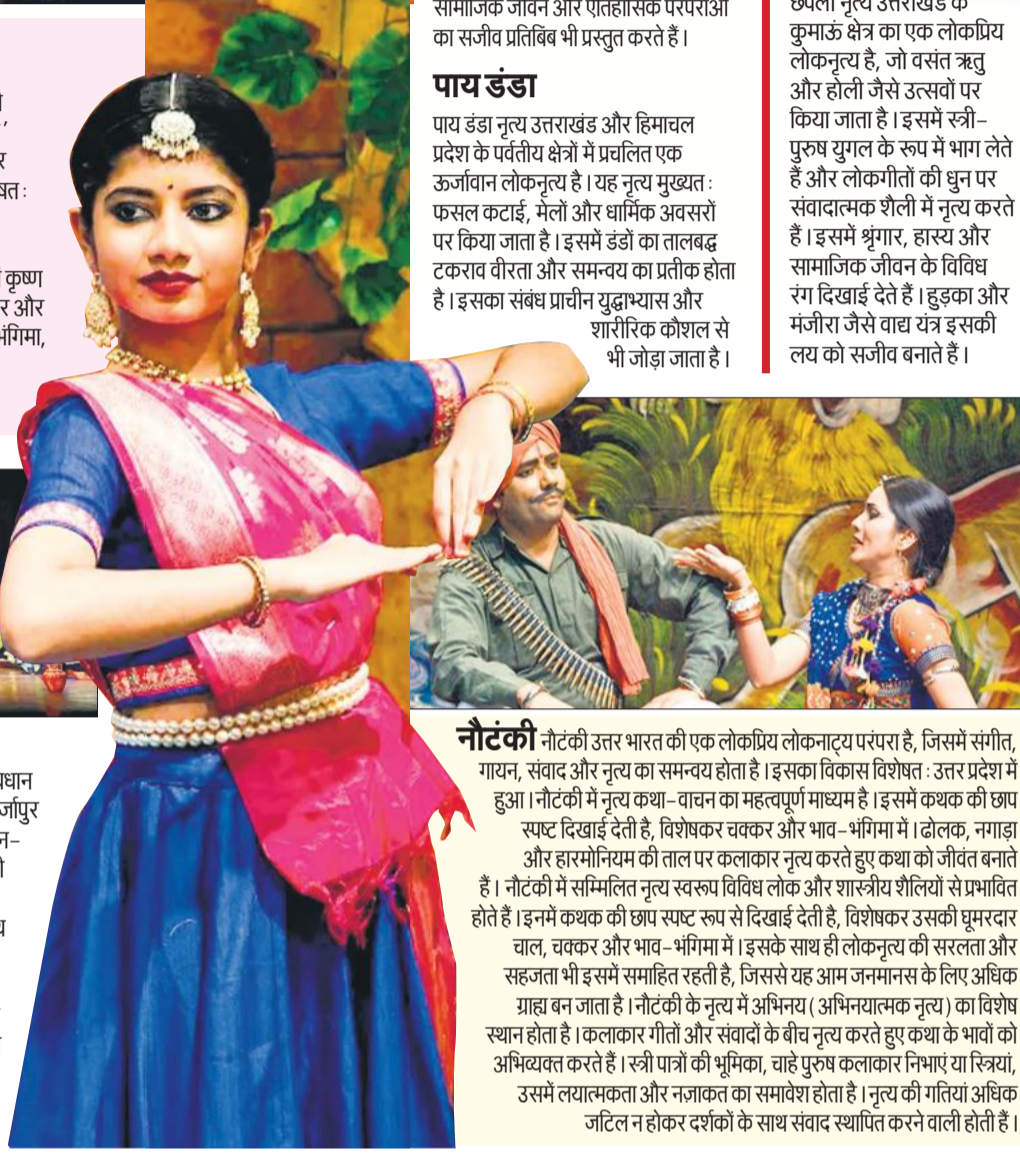 सामाजिक जीवन और ऐतिहासिक परंपराओं
का सजीव प्रतिबिंब भी प्रस्तुत करते हैं।
पाय डंडा
पाय डंडा नृत्य उत्तराखंड और हिमाचल
प्रदेश के पर्वतीय क्षेत्रों में प्रचलित एक
ऊर्जावान लोकनृत्य है। यह नृत्य मुख्यत:
फसल कटाई, मेलों और धार्मिक अवसरों
पर किया जाता है। इसमें डंडों का तालबद्ध
टकराव वीरता और समन्वय का प्रतीक होता
है। इसका संबंध प्राचीन युद्धाभ्यास और
शारीरिक कौशल से
भी जोड़ा जाता है।
छपेली नृत्य उत्तराखंड के
कुमाऊं क्षेत्र का एक लोकप्रिय
लोकनृत्य है, जो वसंत ऋतु
और होली जैसे उत्सवों पर
किया जाता है। इसमें स्त्री-
पुरुष युगल के रूप में भाग लेते
हैं और लोकगीतों की धुन पर
संवादात्मक शैली में नृत्य करते
हैं। इसमें श्रृंगार, हास्य और
सामाजिक जीवन के विविध
रंग दिखाई देते हैं। हुड़का और
मंजीरा जैसे वाद्य यंत्र इसकी
लय को सजीव बनाते हैं।
कृष्ण
र और
भंगिमा,
र्जापुर
नौटंकी नौटंकी उत्तर भारत की एक लोकप्रिय लोकनाट्य परंपरा है, जिसमें संगीत,
गायन, संवाद और नृत्य का समन्वय होता है। इसका विकास विशेषत: उत्तर प्रदेश में
हुआ। नौटंकी में नृत्य कथा-वाचन का महत्वपूर्ण माध्यम है। इसमें कथक की छाप
स्पष्ट दिखाई देती है, विशेषकर चक्कर और भाव-भंगिमा में। ढोलक, नगाड़ा
और हारमोनियम की ताल पर कलाकार नृत्य करते हुए कथा को जीवंत बनाते
हैं। नौटंकी में सम्मिलित नृत्य स्वरूप विविध लोक और शास्त्रीय शैलियों से प्रभावित
होते हैं। इनमें कथक की छाप स्पष्ट रूप से दिखाई देती है, विशेषकर उसकी घूमरदार
चाल, चक्कर और भाव-भंगिमा में। इसके साथ ही लोकनृत्य की सरलता और
सहजता भी इसमें समाहित रहती है, जिससे यह आम जनमानस के लिए अधिक
ग्राह्य बन जाता है। नौटंकी के नृत्य में अभिनय (अभिनयात्मक नृत्य) का विशेष
स्थान होता है। कलाकार गीतों और संवादों के बीच नृत्य करते हुए कथा के भावों को
अभिव्यक्त करते हैं। स्त्री पात्रों की भूमिका, चाहे पुरुष कलाकार निभाएं या स्त्रियां,
उसमें लयात्मकता और नज़ाकत का समावेश होता है। नृत्य की गतियां अधिक
जटिल न होकर दर्शकों के साथ संवाद स्थापित करने वाली होती हैं।